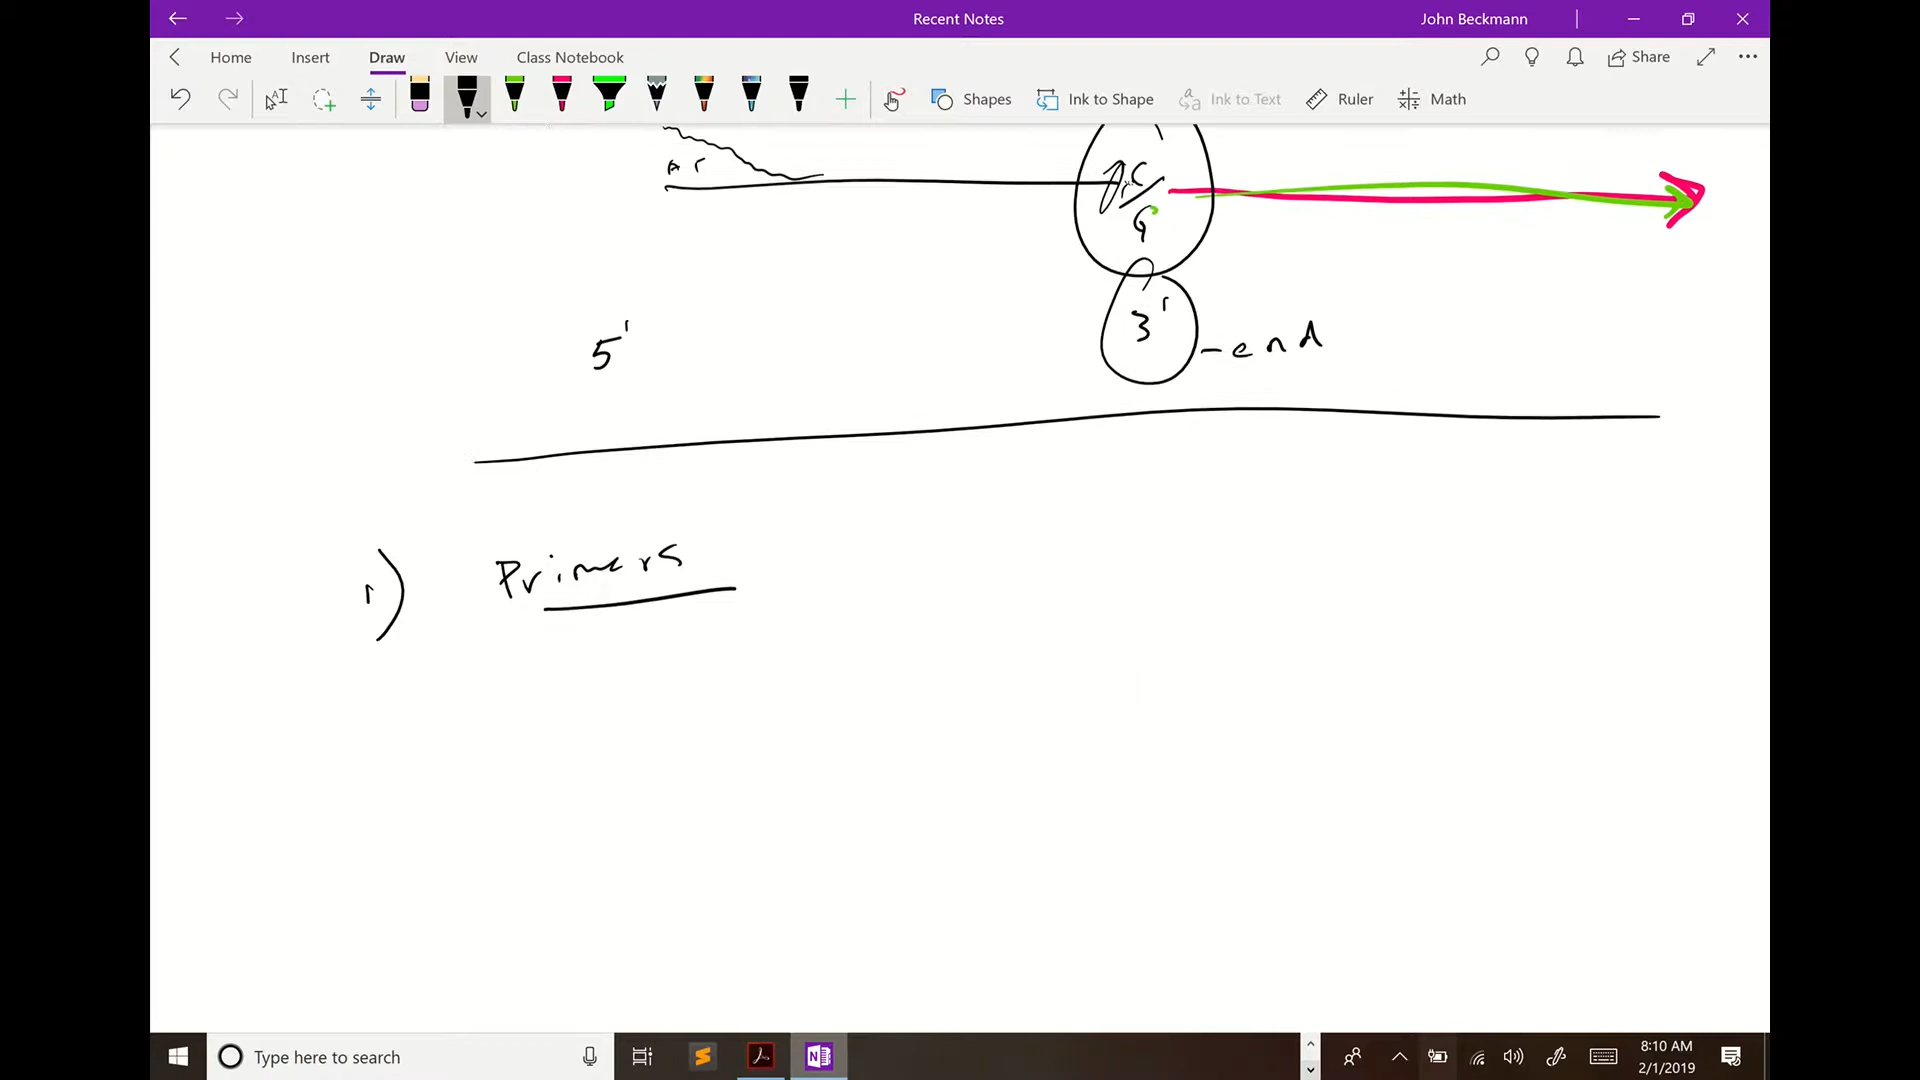 Recent Notes
John Beckmann
Home Insert Draw View Class Notebook
Share
Shapes Ink to Shape Ink to Text Ruler Math
A T
C/
G
5'
3' -end
1) Primers
Type here to search
8:10 AM
2/1/2019